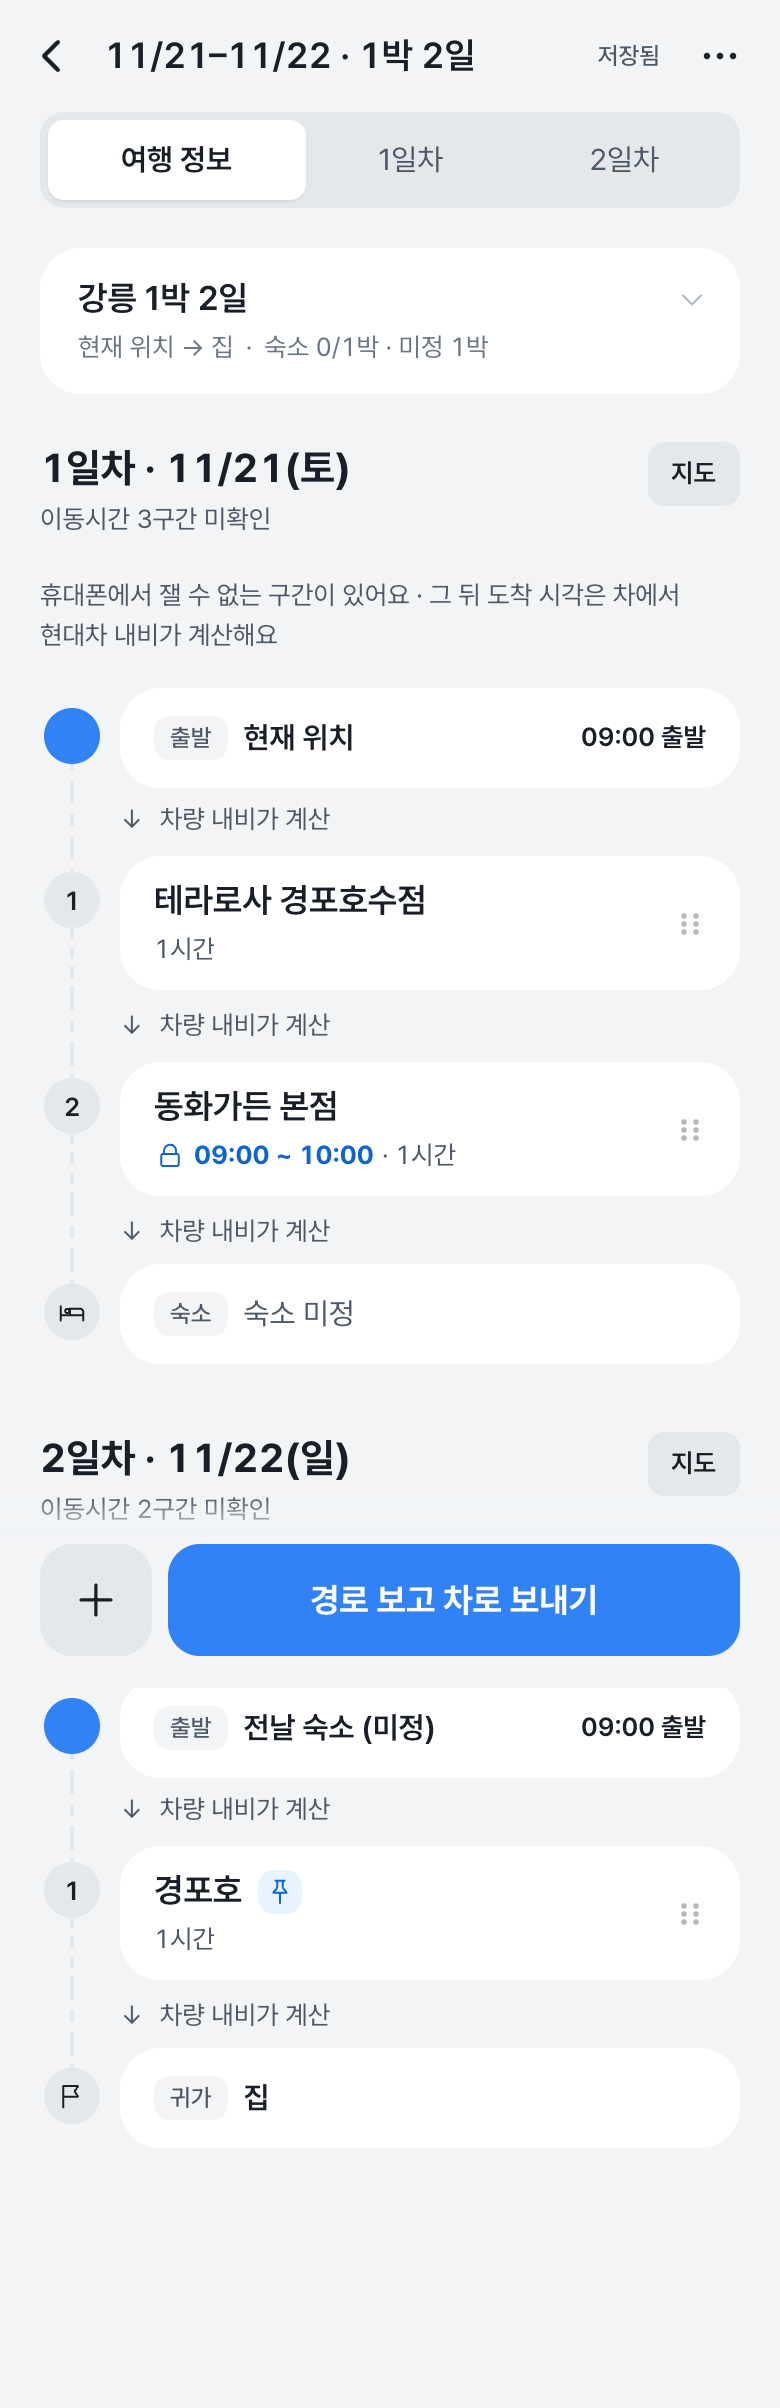 11/21–11/22 · 1박 2일
저장됨
여행 정보
1일차
2일차
강릉 1박 2일
현재 위치 → 집 · 숙소 0/1박 · 미정 1박
1일차 · 11/21(토)
지도
이동시간 3구간 미확인
휴대폰에서 잴 수 없는 구간이 있어요 · 그 뒤 도착 시각은 차에서
현대차 내비가 계산해요
출발 현재 위치 09:00 출발
↓ 차량 내비가 계산
1
테라로사 경포호수점
1시간
↓ 차량 내비가 계산
2
동화가든 본점
09:00 ~ 10:00 · 1시간
↓ 차량 내비가 계산
숙소 숙소 미정
2일차 · 11/22(일)
지도
이동시간 2구간 미확인
경로 보고 차로 보내기
출발 전날 숙소 (미정) 09:00 출발
↓ 차량 내비가 계산
1
경포호
1시간
↓ 차량 내비가 계산
귀가 집